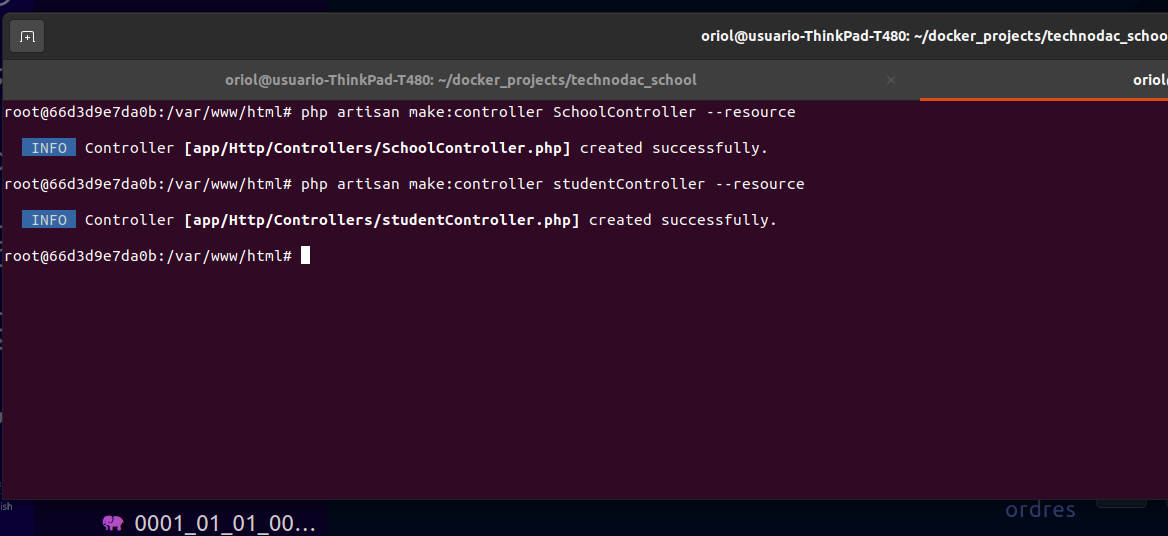 oriol@usuario-ThinkPad-T480: ~/docker_projects/technodac_schoo
oriol@usuario-ThinkPad-T480: ~/docker_projects/technodac_school × oriol
root@66d3d9e7da0b:/var/www/html# php artisan make:controller SchoolController --resource
INFO Controller [app/Http/Controllers/SchoolController.php] created successfully.
root@66d3d9e7da0b:/var/www/html# php artisan make:controller studentController --resource
INFO Controller [app/Http/Controllers/studentController.php] created successfully.
root@66d3d9e7da0b:/var/www/html#
ish
ordres
0001_01_01_00...